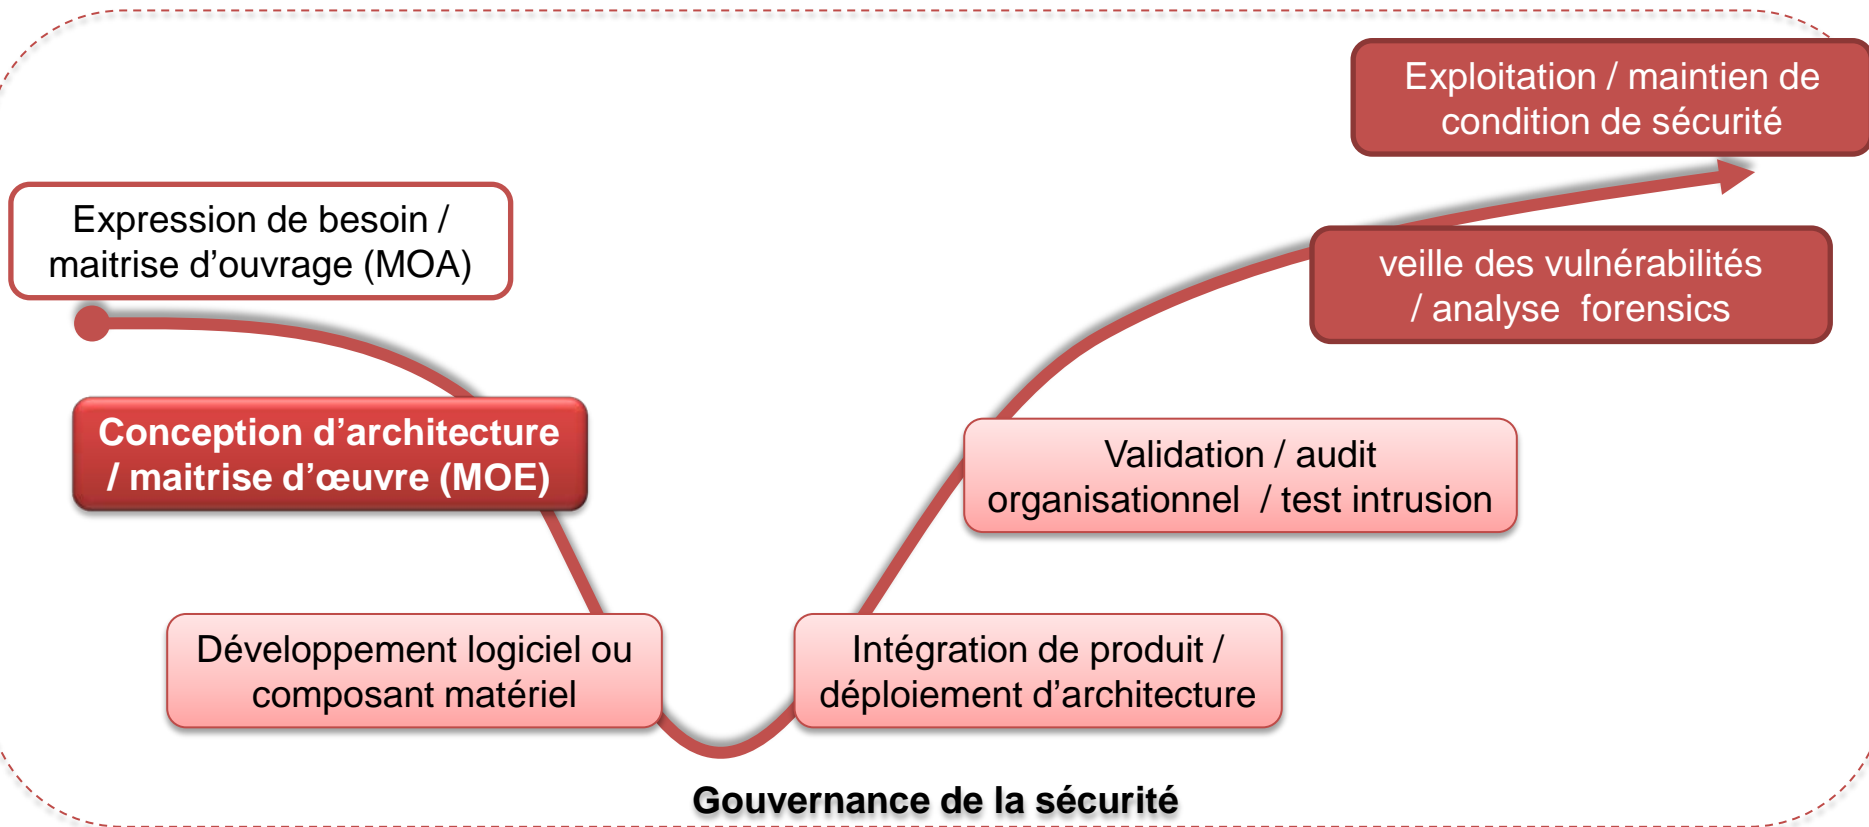 Exploitation / maintien de
condition de sécurité
Expression de besoin /
maitrise d’ouvrage (MOA)
veille des vulnérabilités
/ analyse forensics
Conception d’architecture
/ maitrise d’œuvre (MOE)
Validation / audit
organisationnel / test intrusion
Développement logiciel ou
composant matériel
Intégration de produit /
déploiement d’architecture
Gouvernance de la sécurité